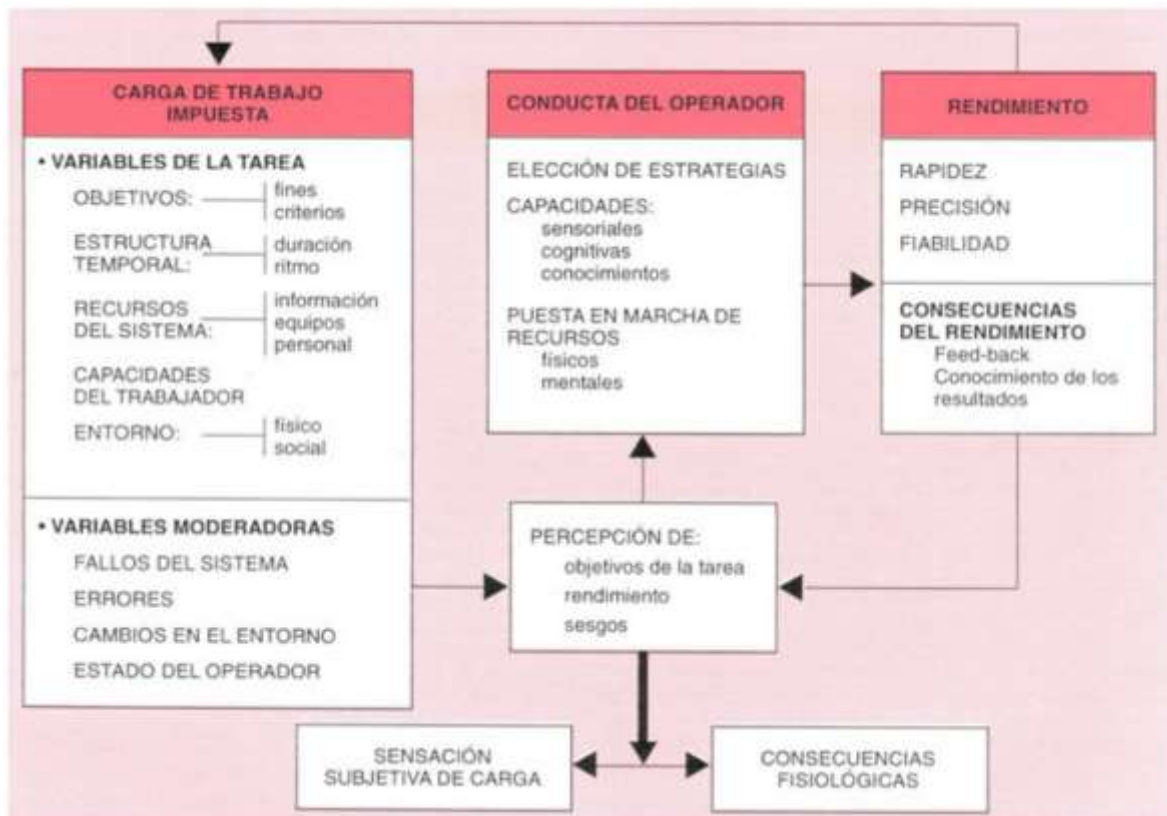 CARGA DE TRABAJO
IMPUESTA
• VARIABLES DE LA TAREA
OBJETIVOS:
fines
criterios
ESTRUCTURA
TEMPORAL:
duración
ritmo
RECURSOS
DEL SISTEMA:
información
equipos
personal
CAPACIDADES
DEL TRABAJADOR
ENTORNO:
físico
social
• VARIABLES MODERADORAS
FALLOS DEL SISTEMA
ERRORES
CAMBIOS EN EL ENTORNO
ESTADO DEL OPERADOR
CONDUCTA DEL OPERADOR
ELECCIÓN DE ESTRATEGIAS
CAPACIDADES:
sensoriales
cognitivas
conocimientos
PUESTA EN MARCHA DE
RECURSOS
físicos
mentales
RENDIMIENTO
RAPIDEZ
PRECISIÓN
FIABILIDAD
CONSECUENCIAS
DEL RENDIMIENTO
Feed-back
Conocimiento de los
resultados
PERCEPCIÓN DE:
objetivos de la tarea
rendimiento
sesgos
SENSACIÓN
SUBJETIVA DE CARGA
CONSECUENCIAS
FISIOLÓGICAS